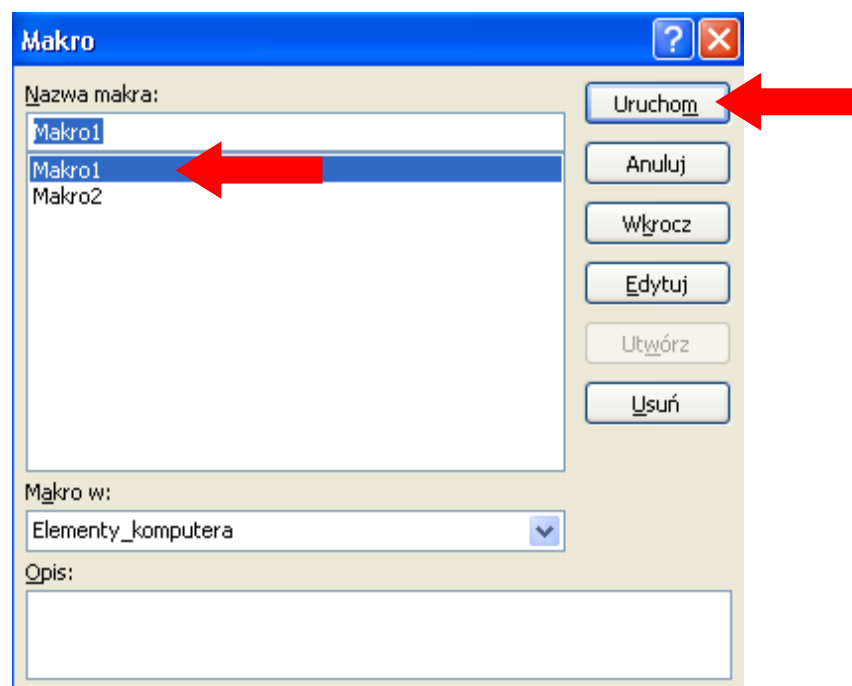 Makro
Nazwa makra:
Makro1
Makro1
Makro2
Uruchom
Anuluj
Wkrocz
Edytuj
Utwórz
Usuń
Makro w:
Elementy_komputera
Opis: